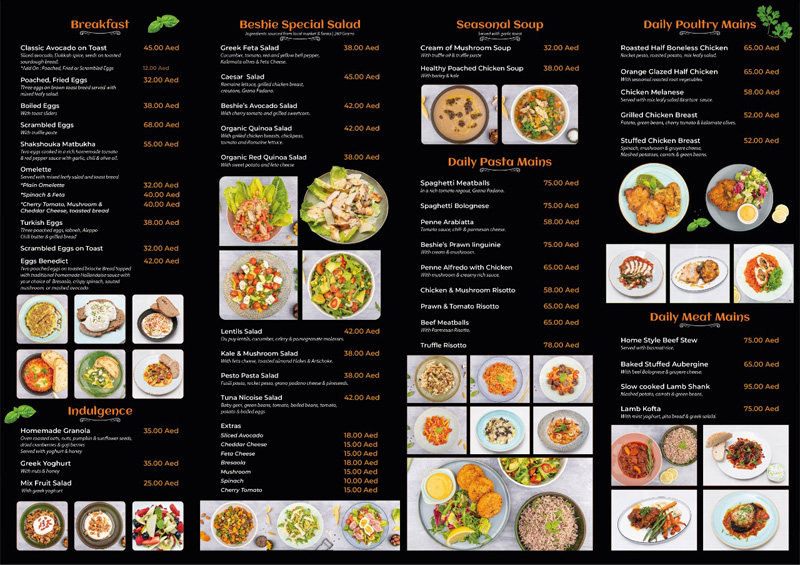 Breakfast
Classic Avocado on Toast 45.00 Aed
Sliced avocado, Dukkah spice, seeds on toasted
sourdough bread.
*Add On : Poached, Fried or Scrambled Eggs 12.00 Aed
Poached, Fried Eggs 32.00 Aed
Three eggs on brown toast bread served with
mixed leafy salad
Boiled Eggs 38.00 Aed
With toast sliders
Scrambled Eggs 68.00 Aed
With truffle paste
Shakshouka Matbukha 55.00 Aed
Two eggs cooked in a rich homemade tomato
& red pepper sauce with garlic, chili & olive oil.
Omelette
Served with mixed leafy salad and toast bread
*Plain Omelette 32.00 Aed
*Spinach & Feta 40.00 Aed
*Cherry Tomato, Mushroom & 40.00 Aed
Cheddar Cheese, toasted bread
Turkish Eggs 38.00 Aed
Three poached eggs, labneh, Aleppo
Chili butter & grilled bread
Scrambled Eggs on Toast 32.00 Aed
Eggs Benedict 42.00 Aed
Two poached eggs on toasted brioche Bread topped
with traditional homemade Hollandaise sauce with
your choice of Bresaola, crispy spinach, sauted
mushroom or mashed avocado
Indulgence
Homemade Granola 35.00 Aed
Oven roasted oats, nuts, pumpkin & sunflower seeds,
dried cranberries & goji berries
Served with yoghurt & honey
Greek Yoghurt 35.00 Aed
With nuts & honey
Mix Fruit Salad 25.00 Aed
With greek yoghurt
Beshie Special Salad
Ingredients sourced from local market & farms | 260 Grams
Greek Feta Salad 38.00 Aed
Cucumber, tomato, red and yellow bell pepper,
Kalamata olives & feta Cheese.
Caesar Salad 45.00 Aed
Romaine lettuce, grilled chicken breast,
croutons, Grana Padano.
Beshie's Avocado Salad 42.00 Aed
With cherry tomato and grilled sweetcorn.
Organic Quinoa Salad 42.00 Aed
With grilled chicken breasts, chickpeas,
tomato and Romaine lettuce.
Organic Red Quinoa Salad 38.00 Aed
With sweet potato and feta cheese
Lentils Salad 42.00 Aed
Du puy lentils, cucumber, celery & pomegranate molasses.
Kale & Mushroom Salad 38.00 Aed
With feta cheese, toasted almond Flakes & Artichoke.
Pesto Pasta Salad 38.00 Aed
Fusili pasta, rocket pesto, grana padano cheese & pineseeds.
Tuna Nicoise Salad 42.00 Aed
Baby gem, green beans, tomato, boiled beans, tomato,
potato & boiled eggs
Extras
Sliced Avocado 18.00 Aed
Cheddar Cheese 15.00 Aed
Feta Cheese 15.00 Aed
Bresaola 18.00 Aed
Mushroom 15.00 Aed
Spinach 10.00 Aed
Cherry Tomato 15.00 Aed
Seasonal Soup
Served with garlic toast
Cream of Mushroom Soup 32.00 Aed
With truffle oil & truffle paste
Healthy Poached Chicken Soup 38.00 Aed
With barley & kale
Daily Pasta Mains
Spaghetti Meatballs 75.00 Aed
In a rich tomato ragout, Grana Padano.
Spaghetti Bolognese 75.00 Aed
Penne Arabiatta 58.00 Aed
Tomato sauce, chili & parmesan cheese.
Beshie's Prawn linguinie 75.00 Aed
With cream & mushroom.
Penne Alfredo with Chicken 65.00 Aed
With mushroom & creamy rich sauce.
Chicken & Mushroom Risotto 58.00 Aed
Prawn & Tomato Risotto 65.00 Aed
Beef Meatballs 65.00 Aed
With Parmesan Risotto.
Truffle Risotto 78.00 Aed
Daily Poultry Mains
Roasted Half Boneless Chicken 65.00 Aed
Rocket pesto, roasted potato, mix leafy salad.
Orange Glazed Half Chicken 65.00 Aed
With seasonal roasted root vegetables.
Chicken Melanese 58.00 Aed
Served with mix leafy salad &tartare sauce.
Grilled Chicken Breast 52.00 Aed
Potato, green beans, cherry tomato & kalamata olives.
Stuffed Chicken Breast 52.00 Aed
Spinach, mushroom & gruyere cheese,
Mashed potatoes, carrots & green beans.
Daily Meat Mains
Home Style Beef Stew 75.00 Aed
Served with basmati rice.
Baked Stuffed Aubergine 65.00 Aed
With beef Bolognese & gruyere cheese.
Slow cooked Lamb Shank 95.00 Aed
Mashed potato, carrots & green beans.
Lamb Kofta 75.00 Aed
With mint yoghurt, pita bread & greek salad.